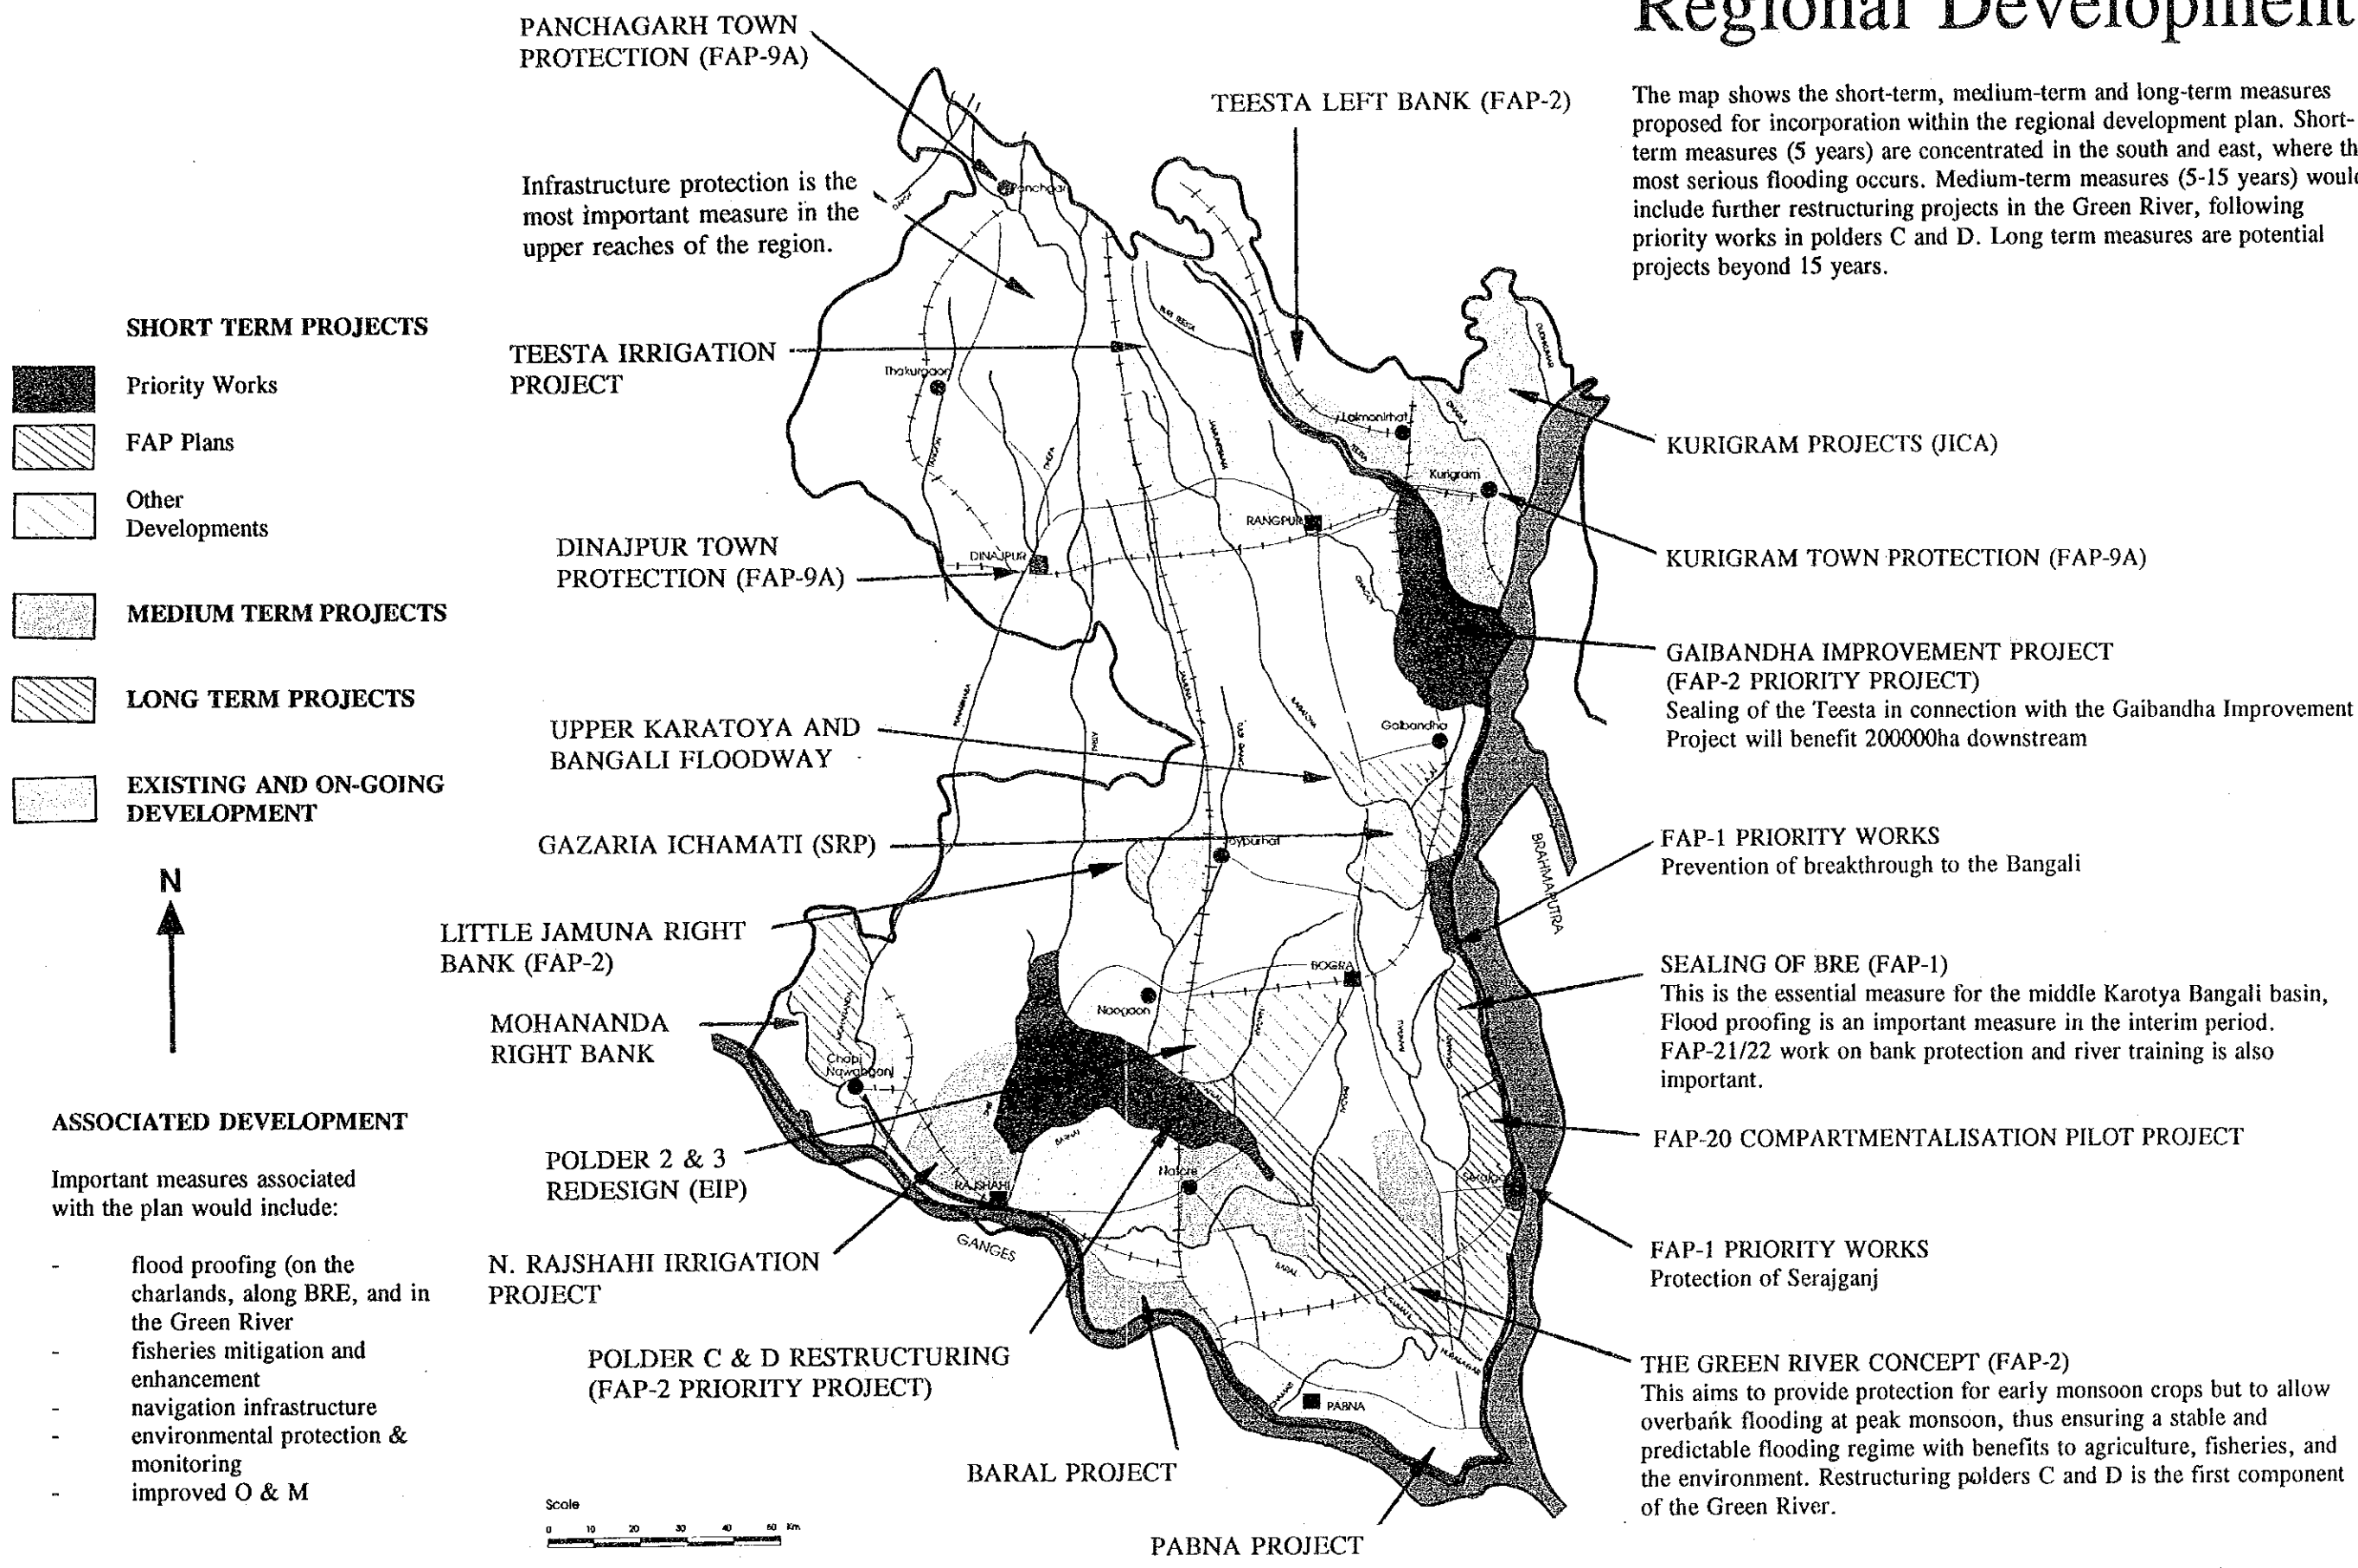 Regional Development
The map shows the short-term, medium-term and long-term measures
proposed for incorporation within the regional development plan. Short-
term measures (5 years) are concentrated in the south and east, where th
most serious flooding occurs. Medium-term measures (5-15 years) would
include further restructuring projects in the Green River, following
priority works in polders C and D. Long term measures are potential
projects beyond 15 years.
PANCHAGARH TOWN
PROTECTION (FAP-9A)
TEESTA LEFT BANK (FAP-2)
Infrastructure protection is the
most important measure in the
upper reaches of the region.
TEESTA IRRIGATION
PROJECT
DINAJPUR TOWN
PROTECTION (FAP-9A)
UPPER KARATOYA AND
BANGALI FLOODWAY
GAZARIA ICHAMATI (SRP)
LITTLE JAMUNA RIGHT
BANK (FAP-2)
MOHANANDA
RIGHT BANK
POLDER 2 & 3
REDESIGN (EIP)
N. RAJSHAHI IRRIGATION
PROJECT
POLDER C & D RESTRUCTURING
(FAP-2 PRIORITY PROJECT)
BARAL PROJECT
PABNA PROJECT
SHORT TERM PROJECTS
Priority Works
FAP Plans
Other
Developments
MEDIUM TERM PROJECTS
LONG TERM PROJECTS
EXISTING AND ON-GOING
DEVELOPMENT
N
ASSOCIATED DEVELOPMENT
Important measures associated
with the plan would include:
- flood proofing (on the
charlands, along BRE, and in
the Green River
- fisheries mitigation and
enhancement
- navigation infrastructure
- environmental protection &
monitoring
- improved O & M
Scale
0 10 20 30 40 50 Km
KURIGRAM PROJECTS (JICA)
KURIGRAM TOWN PROTECTION (FAP-9A)
GAIBANDHA IMPROVEMENT PROJECT
(FAP-2 PRIORITY PROJECT)
Sealing of the Teesta in connection with the Gaibandha Improvement
Project will benefit 200000ha downstream
FAP-1 PRIORITY WORKS
Prevention of breakthrough to the Bangali
SEALING OF BRE (FAP-1)
This is the essential measure for the middle Karotya Bangali basin,
Flood proofing is an important measure in the interim period.
FAP-21/22 work on bank protection and river training is also
important.
FAP-20 COMPARTMENTALISATION PILOT PROJECT
FAP-1 PRIORITY WORKS
Protection of Serajganj
THE GREEN RIVER CONCEPT (FAP-2)
This aims to provide protection for early monsoon crops but to allow
overbank flooding at peak monsoon, thus ensuring a stable and
predictable flooding regime with benefits to agriculture, fisheries, and
the environment. Restructuring polders C and D is the first component
of the Green River.
Thakurgaon
Lalmonirhat
Kurigram
RANGPUR
DINAJPUR
Gaibandha
BRAHMAPUTRA
BOGRA
Naogaon
Chapi
Nawabganj
Natore
RAJSHAHI
GANGES
BARAL
PABNA